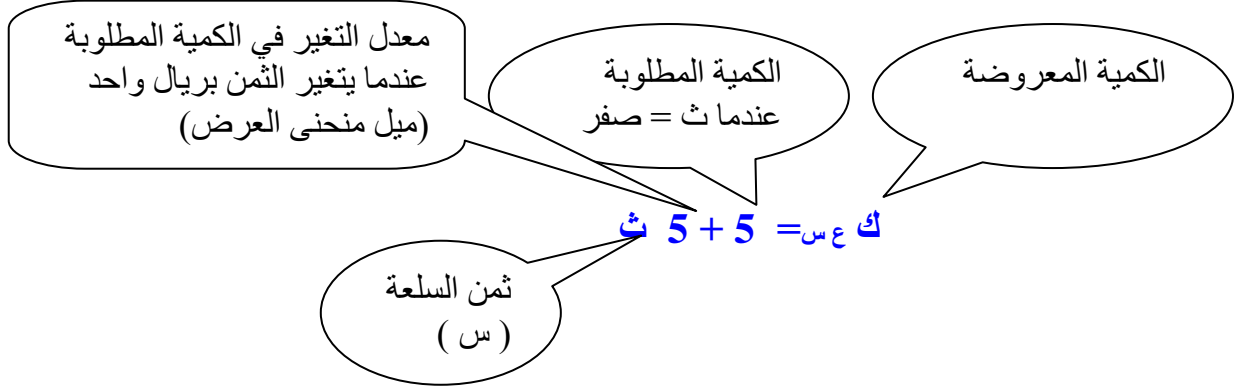 الكمية المعروضة
الكمية المطلوبة
عندما ث = صفر
معدل التغير في الكمية المطلوبة
عندما يتغير الثمن بريال واحد
(ميل منحنى العرض)
ك ع س= 5 + 5 ث
ثمن السلعة
( س )